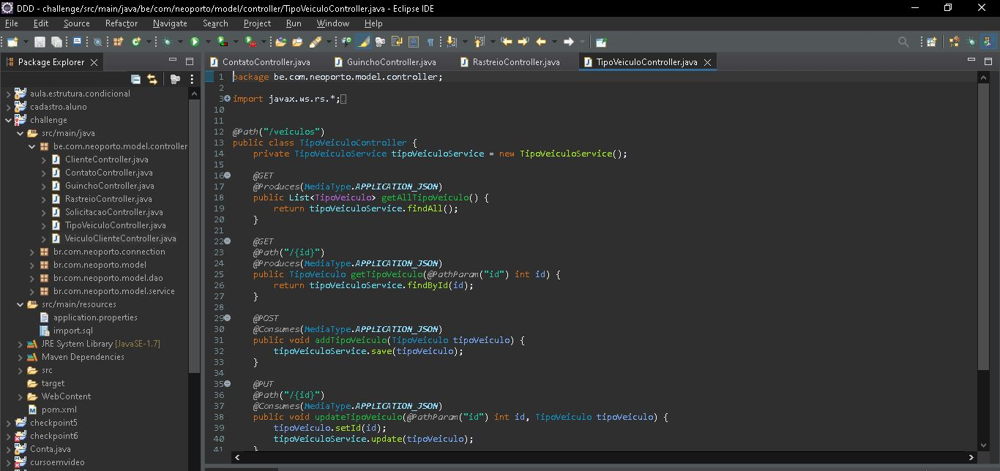 DDD - challenge/src/main/java/be/com/neoporto/model/controller/TipoVeiculoController.java - Eclipse IDE
File Edit Source Refactor Navigate Search Project Run Window Help
Package Explorer
aula.estrutura.condicional
cadastro.aluno
challenge
src/main/java
be.com.neoporto.model.controller
ClienteController.java
ContatoController.java
GuinchoController.java
RastreioController.java
SolicitacaoController.java
TipoVeiculoController.java
VeiculoClienteController.java
br.com.neoporto.connection
br.com.neoporto.model
br.com.neoporto.model.dao
br.com.neoporto.model.service
src/main/resources
application.properties
import.sql
JRE System Library [JavaSE-1.7]
Maven Dependencies
src
target
WebContent
pom.xml
checkpoint5
checkpoint6
Conta.java
cursoemvideo
ContatoController.java GuinchoController.java RastreioController.java TipoVeiculoController.java
1 package be.com.neoporto.model.controller;
2
3 import javax.ws.rs.*;
10
11
12 @Path("/veiculos")
13 public class TipoVeiculoController {
14 private TipoVeiculoService tipoVeiculoService = new TipoVeiculoService();
15
16 @GET
17 @Produces(MediaType.APPLICATION_JSON)
18 public List<TipoVeiculo> getAllTipoVeiculo() {
19 return tipoVeiculoService.findAll();
20 }
21
22 @GET
23 @Path("/{id}")
24 @Produces(MediaType.APPLICATION_JSON)
25 public TipoVeiculo getTipoVeiculo(@PathParam("id") int id) {
26 return tipoVeiculoService.findById(id);
27 }
28
29 @POST
30 @Consumes(MediaType.APPLICATION_JSON)
31 public void addTipoVeiculo(TipoVeiculo tipoVeiculo) {
32 tipoVeiculoService.save(tipoVeiculo);
33 }
34
35 @PUT
36 @Path("/{id}")
37 @Consumes(MediaType.APPLICATION_JSON)
38 public void updateTipoVeiculo(@PathParam("id") int id, TipoVeiculo tipoVeiculo) {
39 tipoVeiculo.setId(id);
40 tipoVeiculoService.update(tipoVeiculo);
41 }